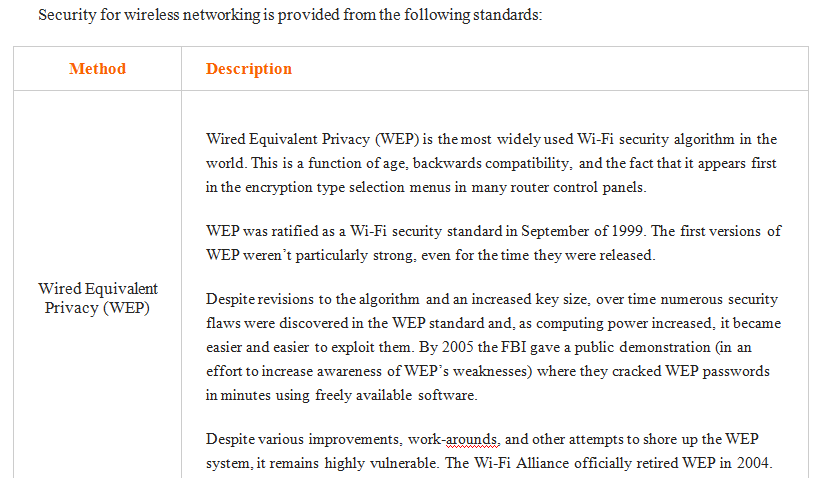 Security for wireless networking is provided from the following standards:
Method
Description
Wired Equivalent Privacy (WEP) is the most widely used Wi-Fi security algorithm in the
world. This is a function of age, backwards compatibility, and the fact that it appears first
in the encryption type selection menus in many router control panels.
WEP was ratified as a Wi-Fi security standard in September of 1999. The first versions of
WEP weren’t particularly strong, even for the time they were released.
Wired Equivalent
Privacy (WEP)
Despite revisions to the algorithm and an increased key size, over time numerous security
flaws were discovered in the WEP standard and, as computing power increased, it became
easier and easier to exploit them. By 2005 the FBI gave a public demonstration (in an
effort to increase awareness of WEP’s weaknesses) where they cracked WEP passwords
in minutes using freely available software.
Despite various improvements, work-arounds, and other attempts to shore up the WEP
system, it remains highly vulnerable. The Wi-Fi Alliance officially retired WEP in 2004.